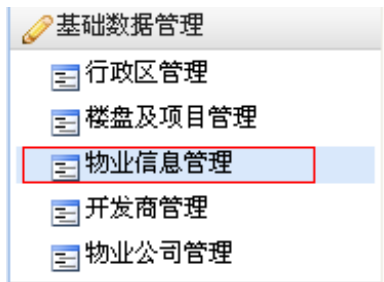 基础数据管理
行政区管理
楼盘及项目管理
物业信息管理
开发商管理
物业公司管理